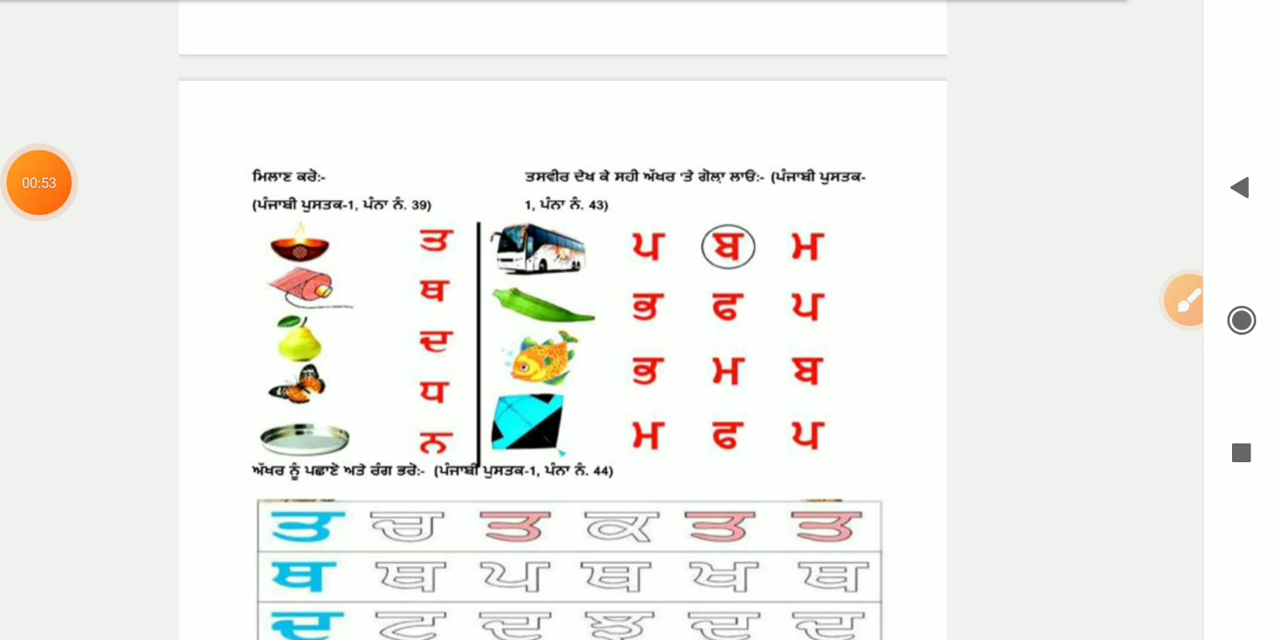 00:53
ਮਿਲਾਣ ਕਰੋ:-
(ਪੰਜਾਬੀ ਪੁਸਤਕ-1, ਪੰਨਾ ਨੰ. 39)
ਤ
ਥ
ਦ
ਧ
ਨ
ਤਸਵੀਰ ਦੇਖ ਕੇ ਸਹੀ ਅੱਖਰ 'ਤੇ ਗੋਲਾ ਲਾਓ:- (ਪੰਜਾਬੀ ਪੁਸਤਕ-
1, ਪੰਨਾ ਨੰ. 43)
ਪ ਬ ਮ
ਭ ਫ ਪ
ਭ ਮ ਬ
ਮ ਫ ਪ
ਅੱਖਰ ਨੂੰ ਪਛਾਣੋ ਅਤੇ ਰੰਗ ਭਰੋ:- (ਪੰਜਾਬੀ ਪੁਸਤਕ-1, ਪੰਨਾ ਨੰ. 44)
ਤ ਚ ਤ ਕ ਤ ਤ
ਥ ਥ ਪ ਥ ਖ ਥ
ਦ ਟ ਦ ਝ ਦ ਦ